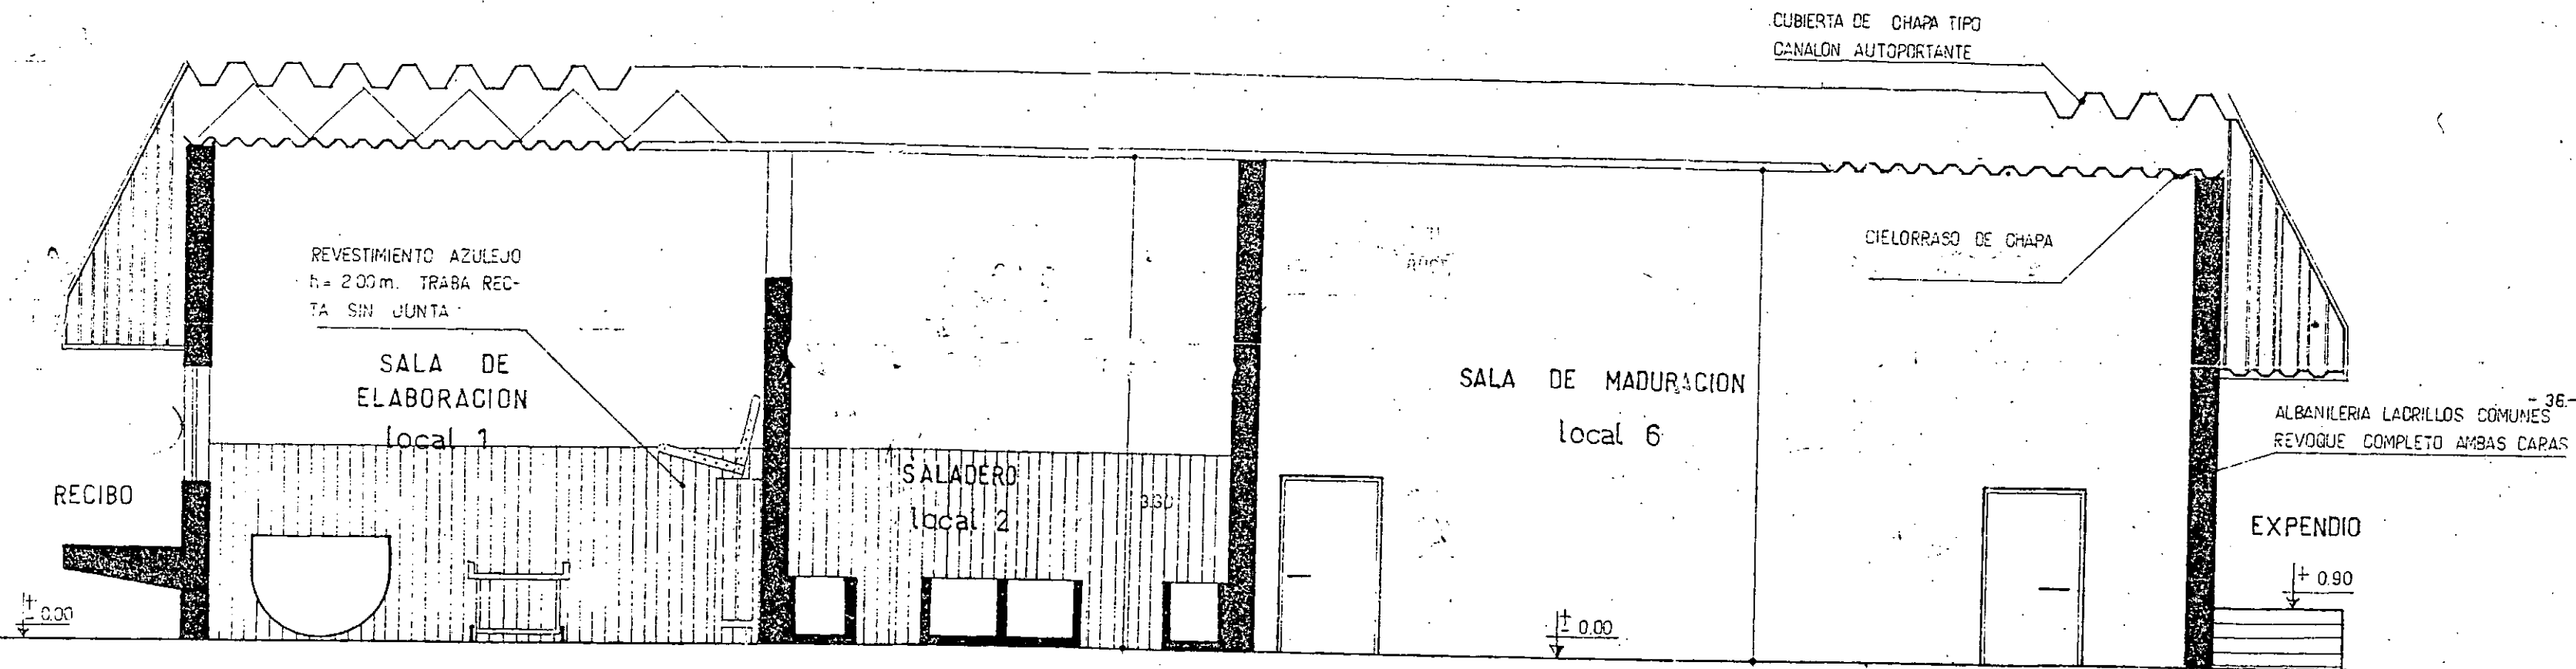 CUBIERTA DE CHAPA TIPO
CANALON AUTOPORTANTE
REVESTIMIENTO AZULEJO
h= 2.00m. TRABA REC-
TA SIN JUNTA
CIELORRASO DE CHAPA
SALA DE
ELABORACION
local 1
SALADERO
local 2
SALA DE MADURACION
local 6
- 36.-
ALBANILERIA LADRILLOS COMUNES
REVOQUE COMPLETO AMBAS CARAS
RECIBO
EXPENDIO
± 0.00
± 0.00
+ 0.90